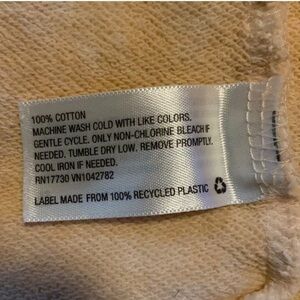 100% COTTON
MACHINE WASH COLD WITH LIKE COLORS.
GENTLE CYCLE. ONLY NON-CHLORINE BLEACH IF
NEEDED. TUMBLE DRY LOW. REMOVE PROMPTLY.
COOL IRON IF NEEDED.
RN17730 VN1042782
LABEL MADE FROM 100% RECYCLED PLASTIC